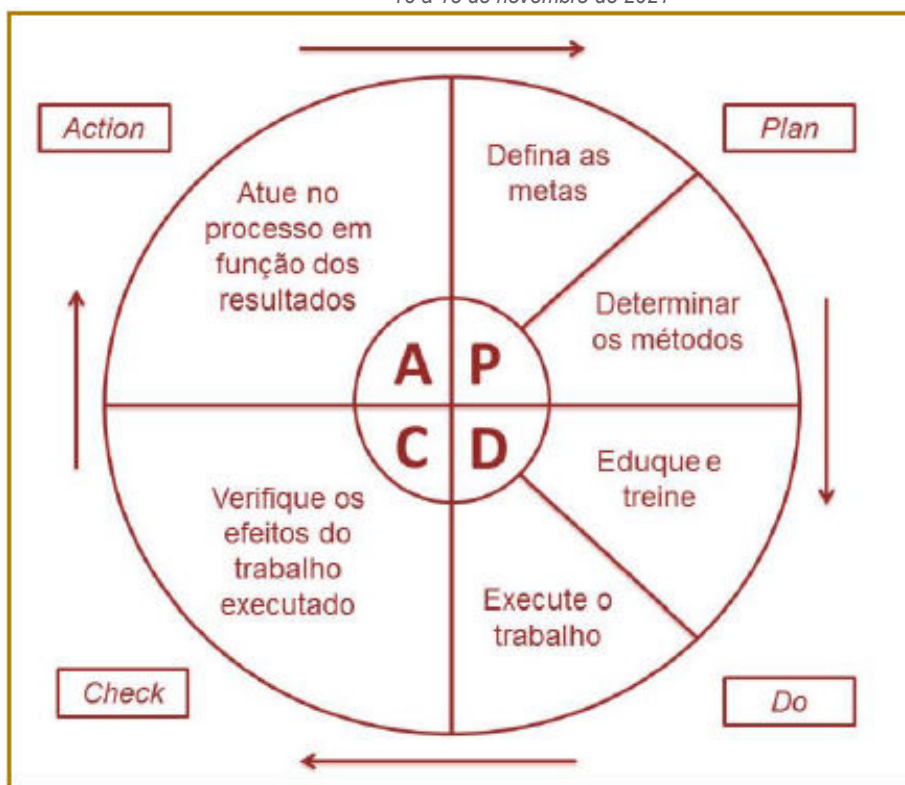 Action
Plan
Defina as
metas
Atue no
processo em
função dos
resultados
Determinar
os métodos
A P
C D
Eduque e
treine
Verifique os
efeitos do
trabalho
executado
Execute o
trabalho
Check
Do